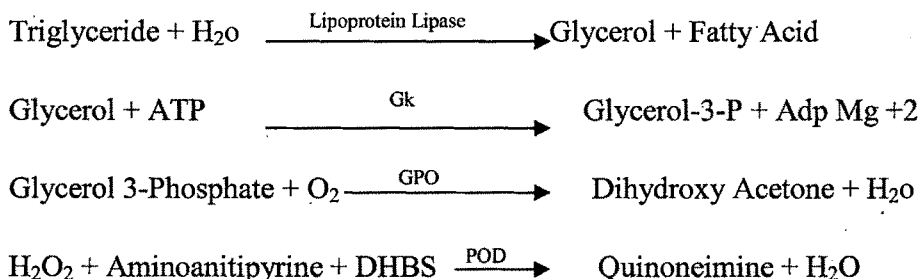 Triglyceride + H₂o Lipoprotein Lipase Glycerol + Fatty Acid
Glycerol + ATP Gk Glycerol-3-P + Adp Mg +2
Glycerol 3-Phosphate + O₂ GPO Dihydroxy Acetone + H₂o
H₂O₂ + Aminoanitipyrine + DHBS POD Quinoneimine + H₂O